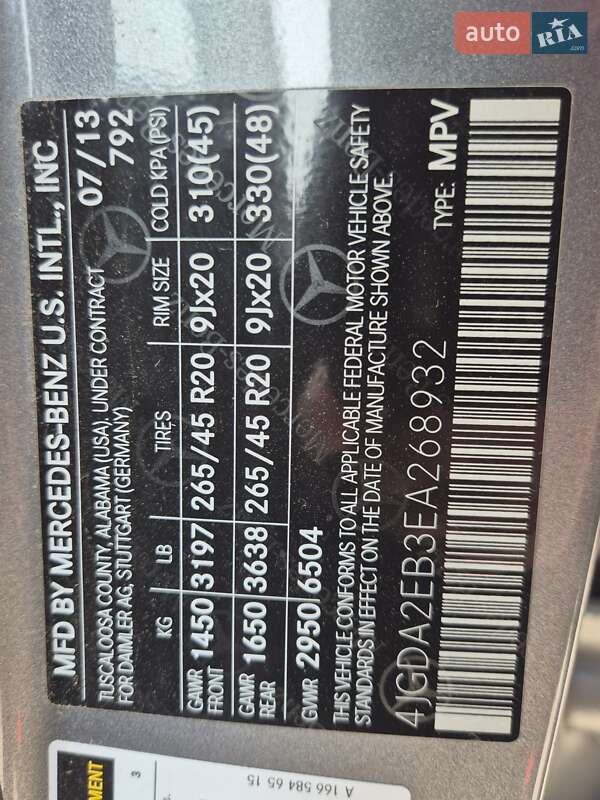 MFD BY MERCEDES-BENZ U.S. INTL., INC
TUSCALOOSA COUNTY, ALABAMA (USA), UNDER CONTRACT 07/13
FOR DAIMLER AG, STUTTGART (GERMANY) 792
KG LB TIRES RIM SIZE COLD KPA (PSI)
GAWR FRONT 1450 3197 265/45 R20 9Jx20 310(45)
GAWR REAR 1650 3638 265/45 R20 9Jx20 330(48)
GVWR 2950 6504
THIS VEHICLE CONFORMS TO ALL APPLICABLE FEDERAL MOTOR VEHICLE SAFETY
STANDARDS IN EFFECT ON THE DATE OF MANUFACTURE SHOWN ABOVE.
4JGDA2EB3EA268932 TYPE: MPV
A 166 584 65 15
3
auto RIA .com